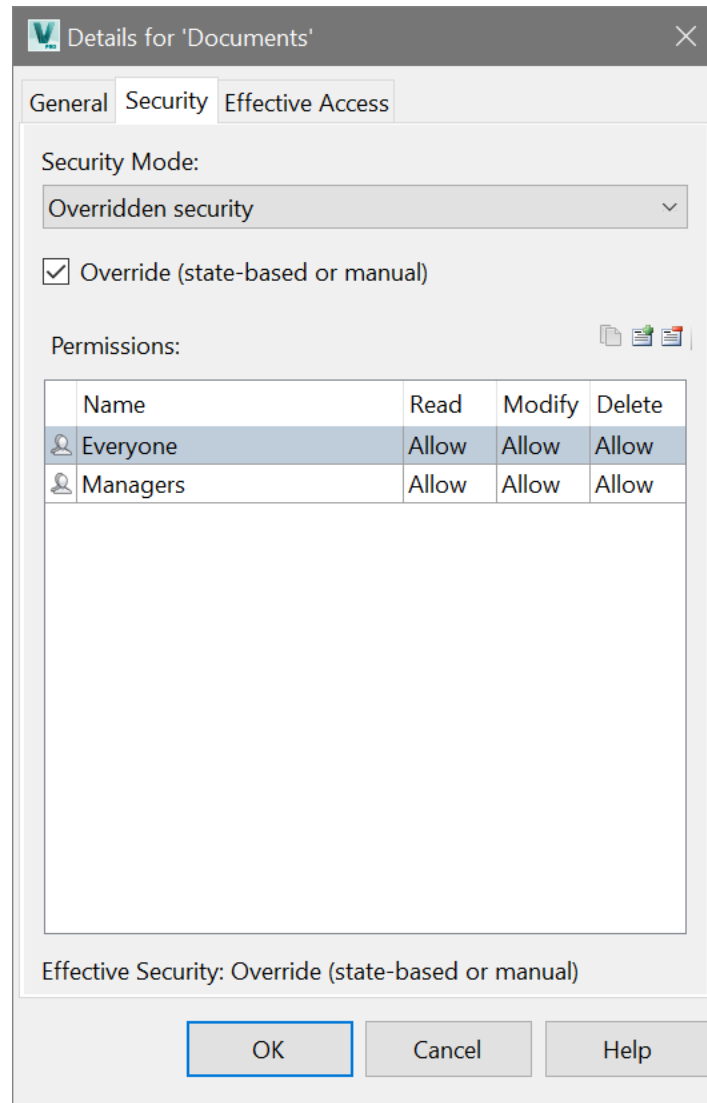 V PRO Details for 'Documents'
General Security Effective Access
Security Mode:
Overridden security
Override (state-based or manual)
Permissions:
Name Read Modify Delete
Everyone Allow Allow Allow
Managers Allow Allow Allow
Effective Security: Override (state-based or manual)
OK Cancel Help